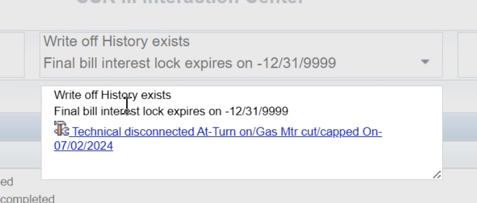 Interaction Center
Write off History exists
Final bill interest lock expires on -12/31/9999
Write off History exists
Final bill interest lock expires on -12/31/9999
Technical disconnected At-Turn on/Gas Mtr cut/capped On-
07/02/2024
ed
completed